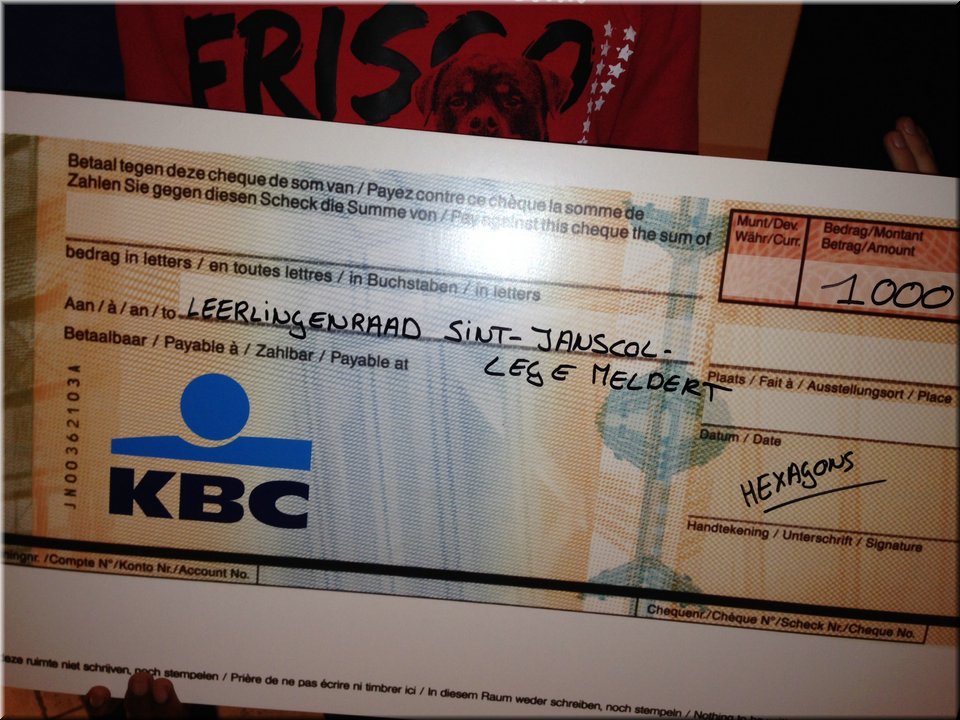 FRISCO
Betaal tegen deze cheque de som van / Payez contre ce chèque la somme de
Zahlen Sie gegen diesen Scheck die Summe von / Pay against this cheque the sum of
Munt/Dev.
Währ/Curr.
Bedrag/Montant
Betrag/Amount
1000
bedrag in letters / en toutes lettres / in Buchstaben / in letters
Aan / à / an / to LEERLINGENRAAD SINT-JANSCOL-
LEGE MELDERT
Betaalbaar / Payable à / Zahlbar / Payable at
Plaats / Fait à / Ausstellungsort / Place
Datum / Date
HEXAGONS
Handtekening / Unterschrift / Signature
JN00362103A
KBC
/Compte N°/Konto Nr./Account No.
Chequenr./Chèque N°/Scheck Nr./Cheque No.
deze ruimte niet schrijven, noch stempelen / Prière de ne pas écrire ni timbrer ici / In diesem Raum weder schreiben, noch stempeln / Nothing to